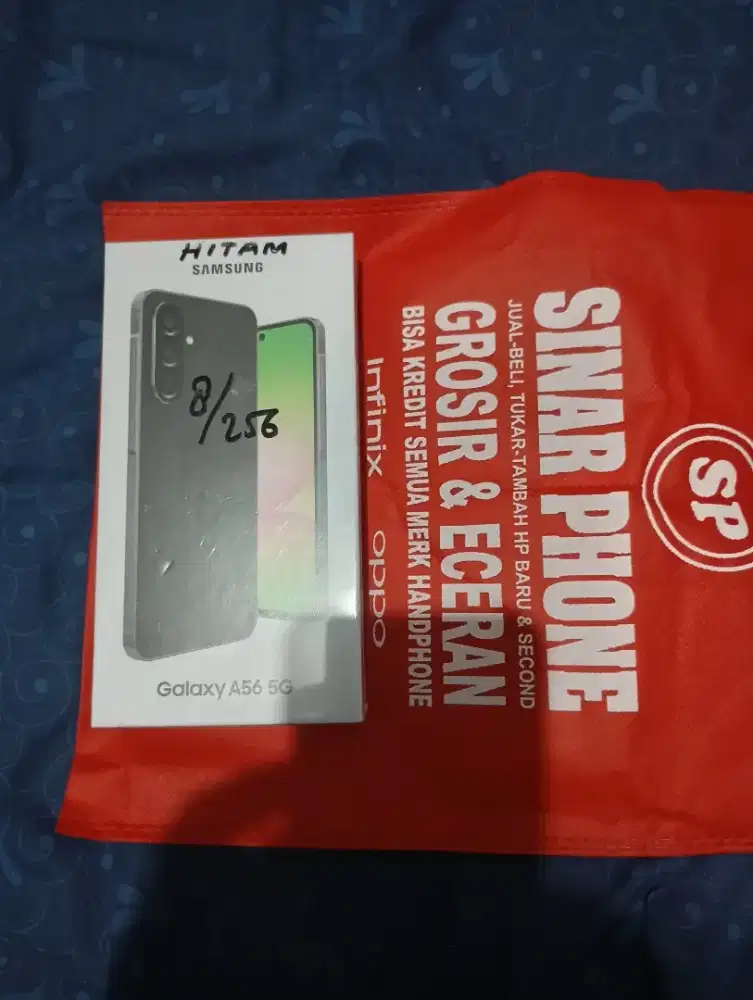 HITAM
SAMSUNG
8/256
Galaxy A56 5G
SINAR PHONE
JUAL-BELI, TUKAR-TAMBAH HP BARU & SECOND
GROSIR & ECERAN
BISA KREDIT SEMUA MERK HANDPHONE
Infinix oppo
SP